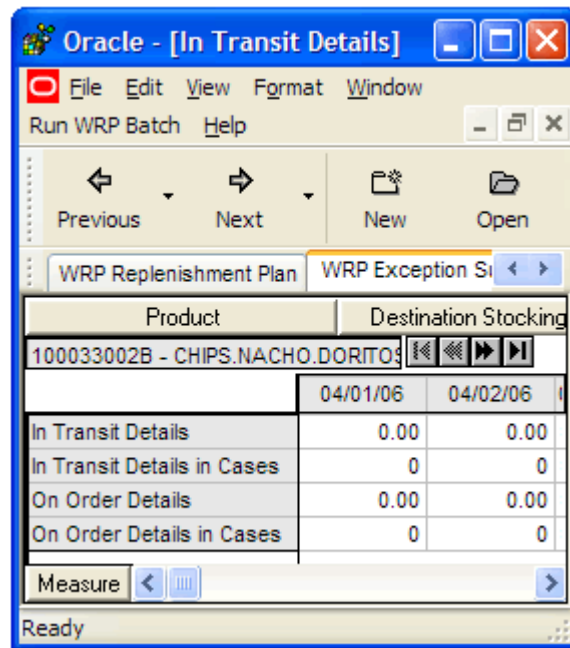 Oracle - [In Transit Details]
File Edit View Format Window
Run WRP Batch Help
Previous Next New Open
WRP Replenishment Plan WRP Exception
Product Destination Stocking
100033002B - CHIPS.NACHO.DORITOS
04/01/06 04/02/06
In Transit Details 0.00 0.00
In Transit Details in Cases 0 0
On Order Details 0.00 0.00
On Order Details in Cases 0 0
Measure
Ready